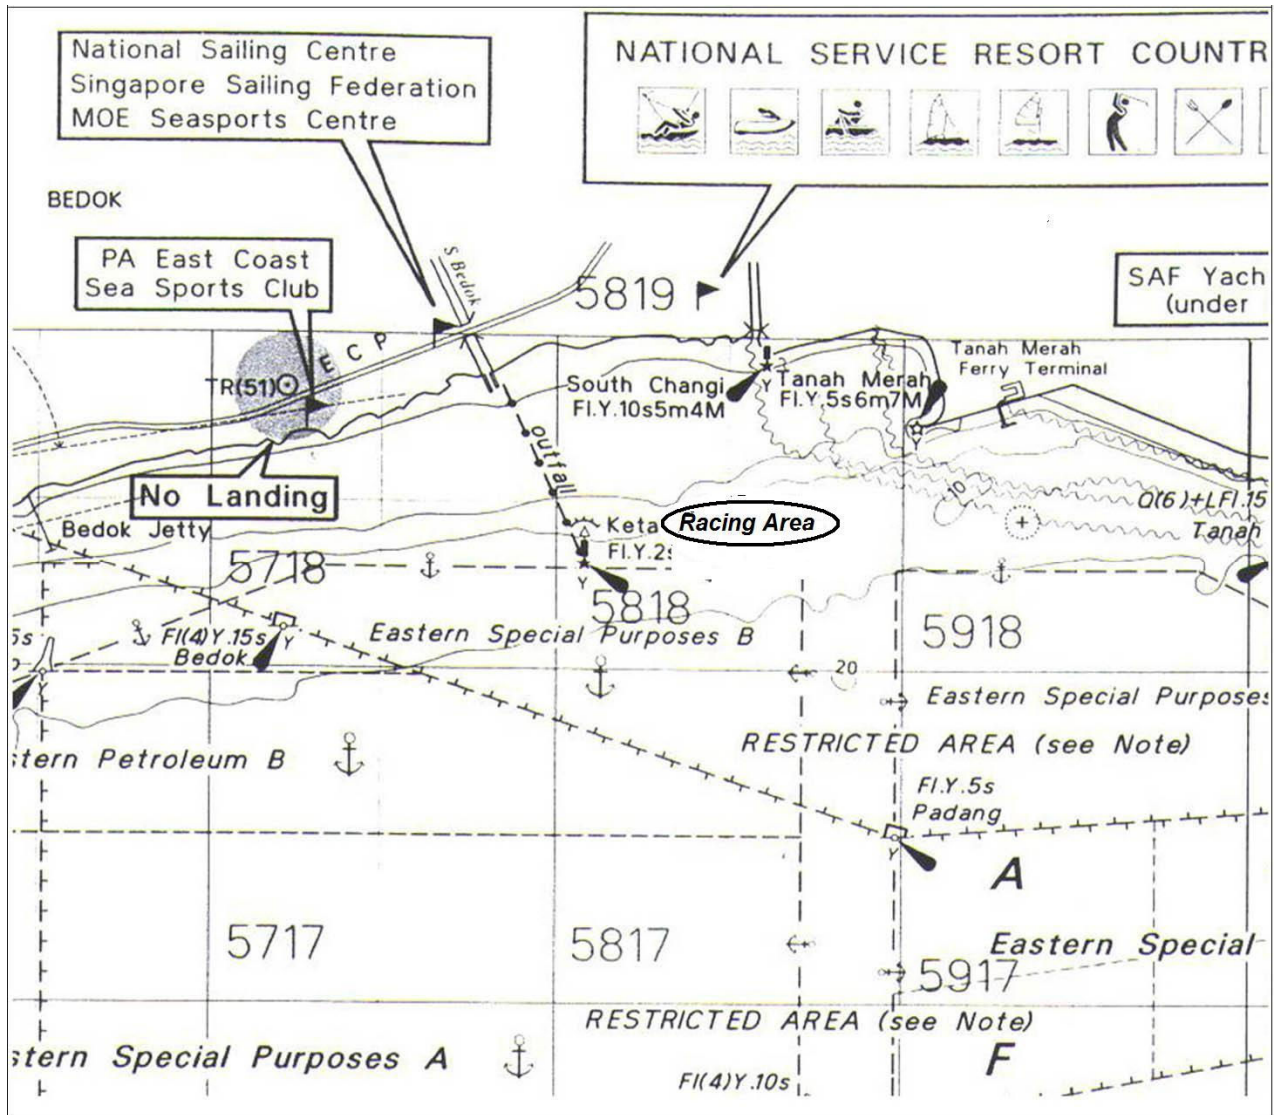 National Sailing Centre
Singapore Sailing Federation
MOE Seasports Centre
NATIONAL SERVICE RESORT COUNTR
BEDOK
PA East Coast
Sea Sports Club
S Bedok
5819
SAF Yach
(under
E C P
TR(51)
South Changi
Fl.Y.10s5m4M
Tanah Merah
Fl.Y.5s6m7M
Tanah Merah
Ferry Terminal
No Landing
outfall
Bedok Jetty
Keta
Fl.Y.2s
Racing Area
10
Q(6)+LFl.15
Tanah
5718
Y
5818
5918
Fl(4)Y.15s
Bedok
Y
Eastern Special Purposes B
20
Eastern Special Purposes
5s
Y
stern Petroleum B
RESTRICTED AREA (see Note)
Fl.Y.5s
Padang
Y
A
5717
5817
5917
Eastern Special
RESTRICTED AREA (see Note)
F
stern Special Purposes A
Fl(4)Y.10s